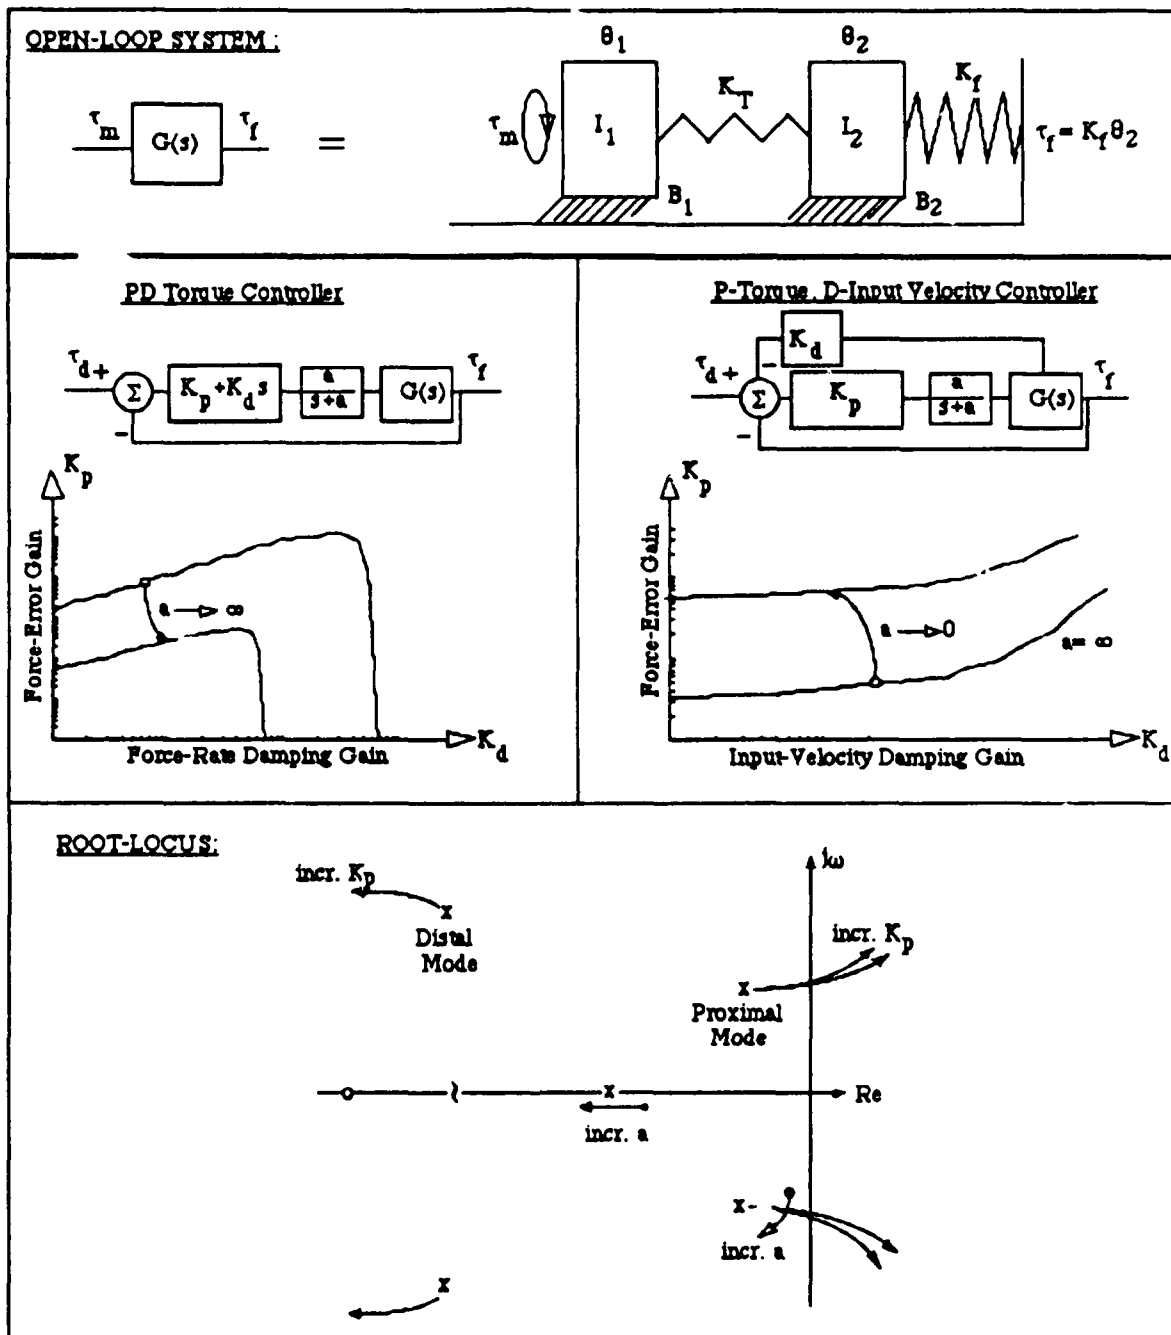 OPEN-LOOP SYSTEM :
τm G(s) τf =
θ1 θ2
τm I1 KT I2 Kf τf = Kf θ2
B1 B2
PD Torque Controller
τd + Σ Kp + Kd s a/s+a G(s) τf
-
Kp
Force-Error Gain
a → ∞
Force-Rate Damping Gain
Kd
P-Torque, D-Input Velocity Controller
Kd
τd + - Σ Kp a/s+a G(s) τf
-
Kp
Force-Error Gain
a → 0
a = ∞
Input-Velocity Damping Gain
Kd
ROOT-LOCUS:
jω
incr. Kp
x
Distal
Mode
incr. Kp
x
Proximal
Mode
x
Re
incr. a
x
incr. a
x